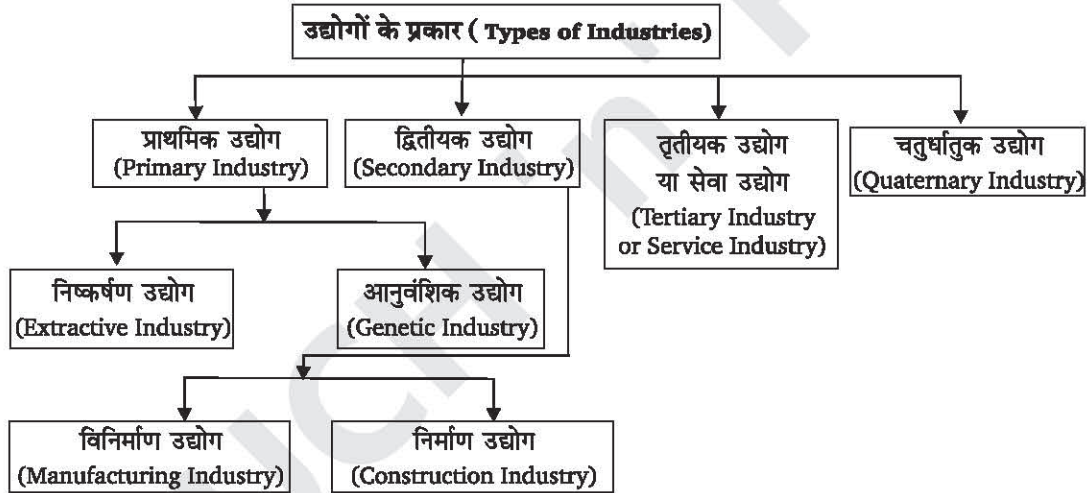 उद्योगों के प्रकार ( Types of Industries)
प्राथमिक उद्योग
(Primary Industry)
द्वितीयक उद्योग
(Secondary Industry)
तृतीयक उद्योग
या सेवा उद्योग
(Tertiary Industry
or Service Industry)
चतुर्धातुक उद्योग
(Quaternary Industry)
निष्कर्षण उद्योग
(Extractive Industry)
आनुवंशिक उद्योग
(Genetic Industry)
विनिर्माण उद्योग
(Manufacturing Industry)
निर्माण उद्योग
(Construction Industry)